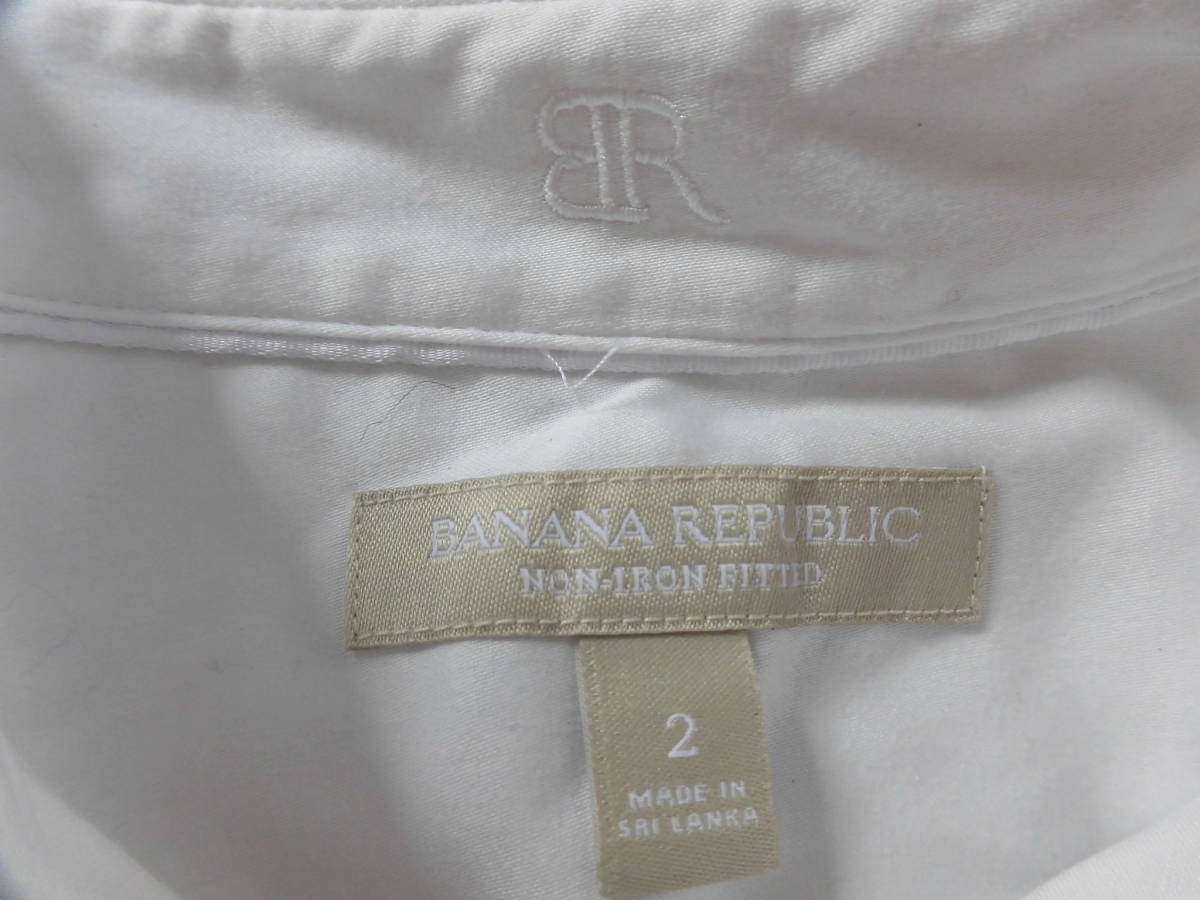 BR
BANANA REPUBLIC
NON-IRON FITTED
2
MADE IN
SRI LANKA